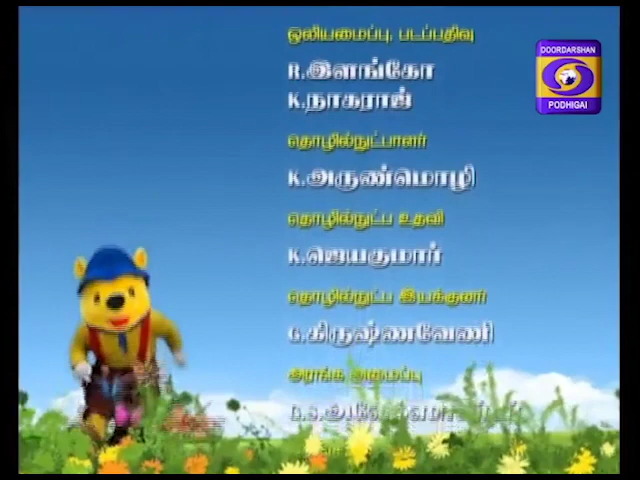 ஒலியமைப்பு, படப்பதிவு
R.இளங்கோ
K.நாகராஜ்
தொழில்நுட்பாளர்
K.அருண்மொழி
தொழில்நுட்ப உதவி
K.ஜெயகுமார்
தொழில்நுட்ப இயக்குனர்
G.கிருஷ்ணவேணி
அரங்க அமைப்பு
DOORDARSHAN
PODHIGAI